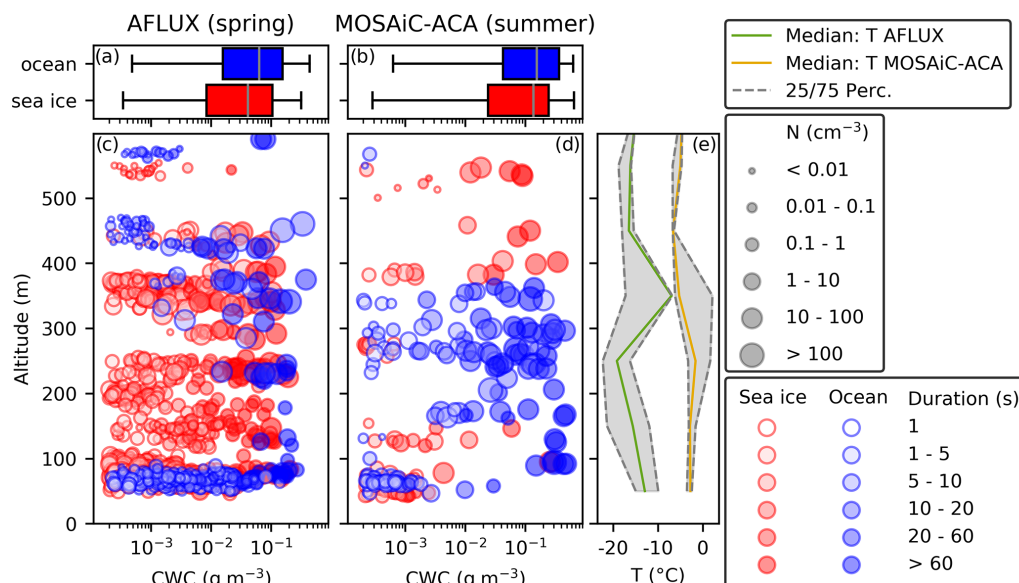 AFLUX (spring)
MOSAiC-ACA (summer)
ocean
sea ice
(a)
(b)
Median: T AFLUX
Median: T MOSAiC-ACA
25/75 Perc.
(c)
(d)
(e)
Altitude (m)
500
400
300
200
100
0
10⁻³ 10⁻² 10⁻¹
10⁻³ 10⁻² 10⁻¹
-20 -10 0
CWC (g m⁻³)
CWC (g m⁻³)
T (°C)
N (cm⁻³)
< 0.01
0.01 - 0.1
0.1 - 1
1 - 10
10 - 100
> 100
Sea ice Ocean Duration (s)
1
1 - 5
5 - 10
10 - 20
20 - 60
> 60